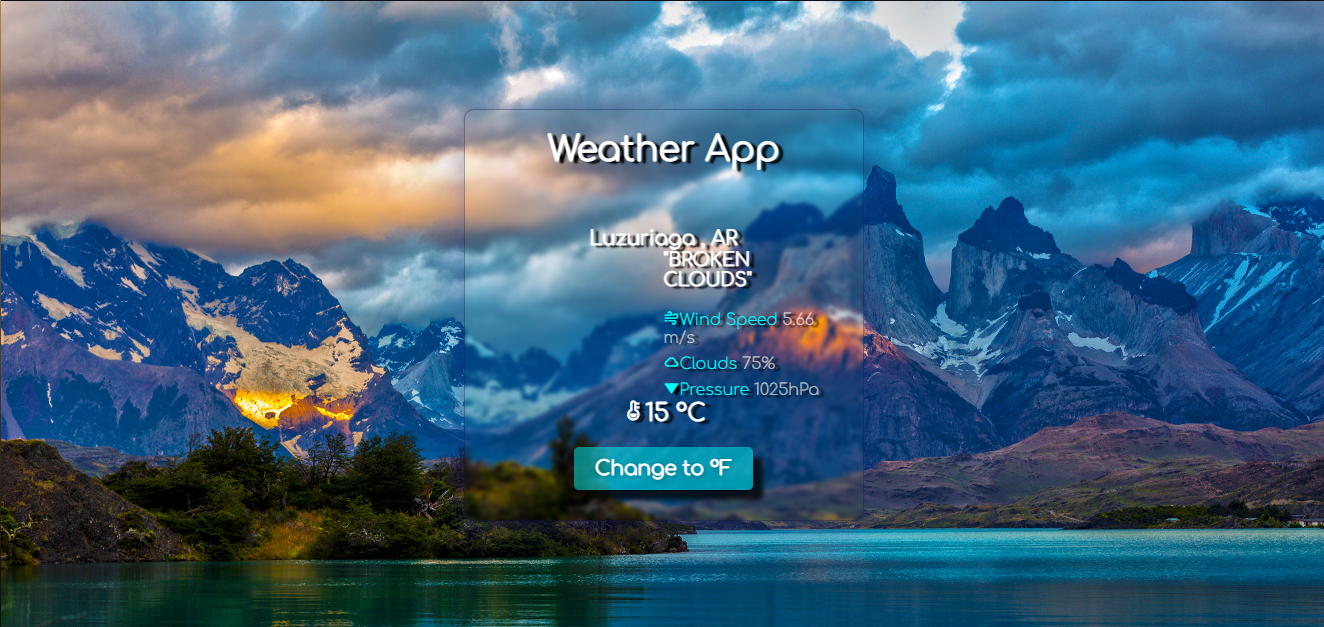 Weather App
Luzuriaga , AR
"BROKEN
CLOUDS"
Wind Speed 5.66
m/s
Clouds 75%
Pressure 1025hPa
15 °C
Change to °F